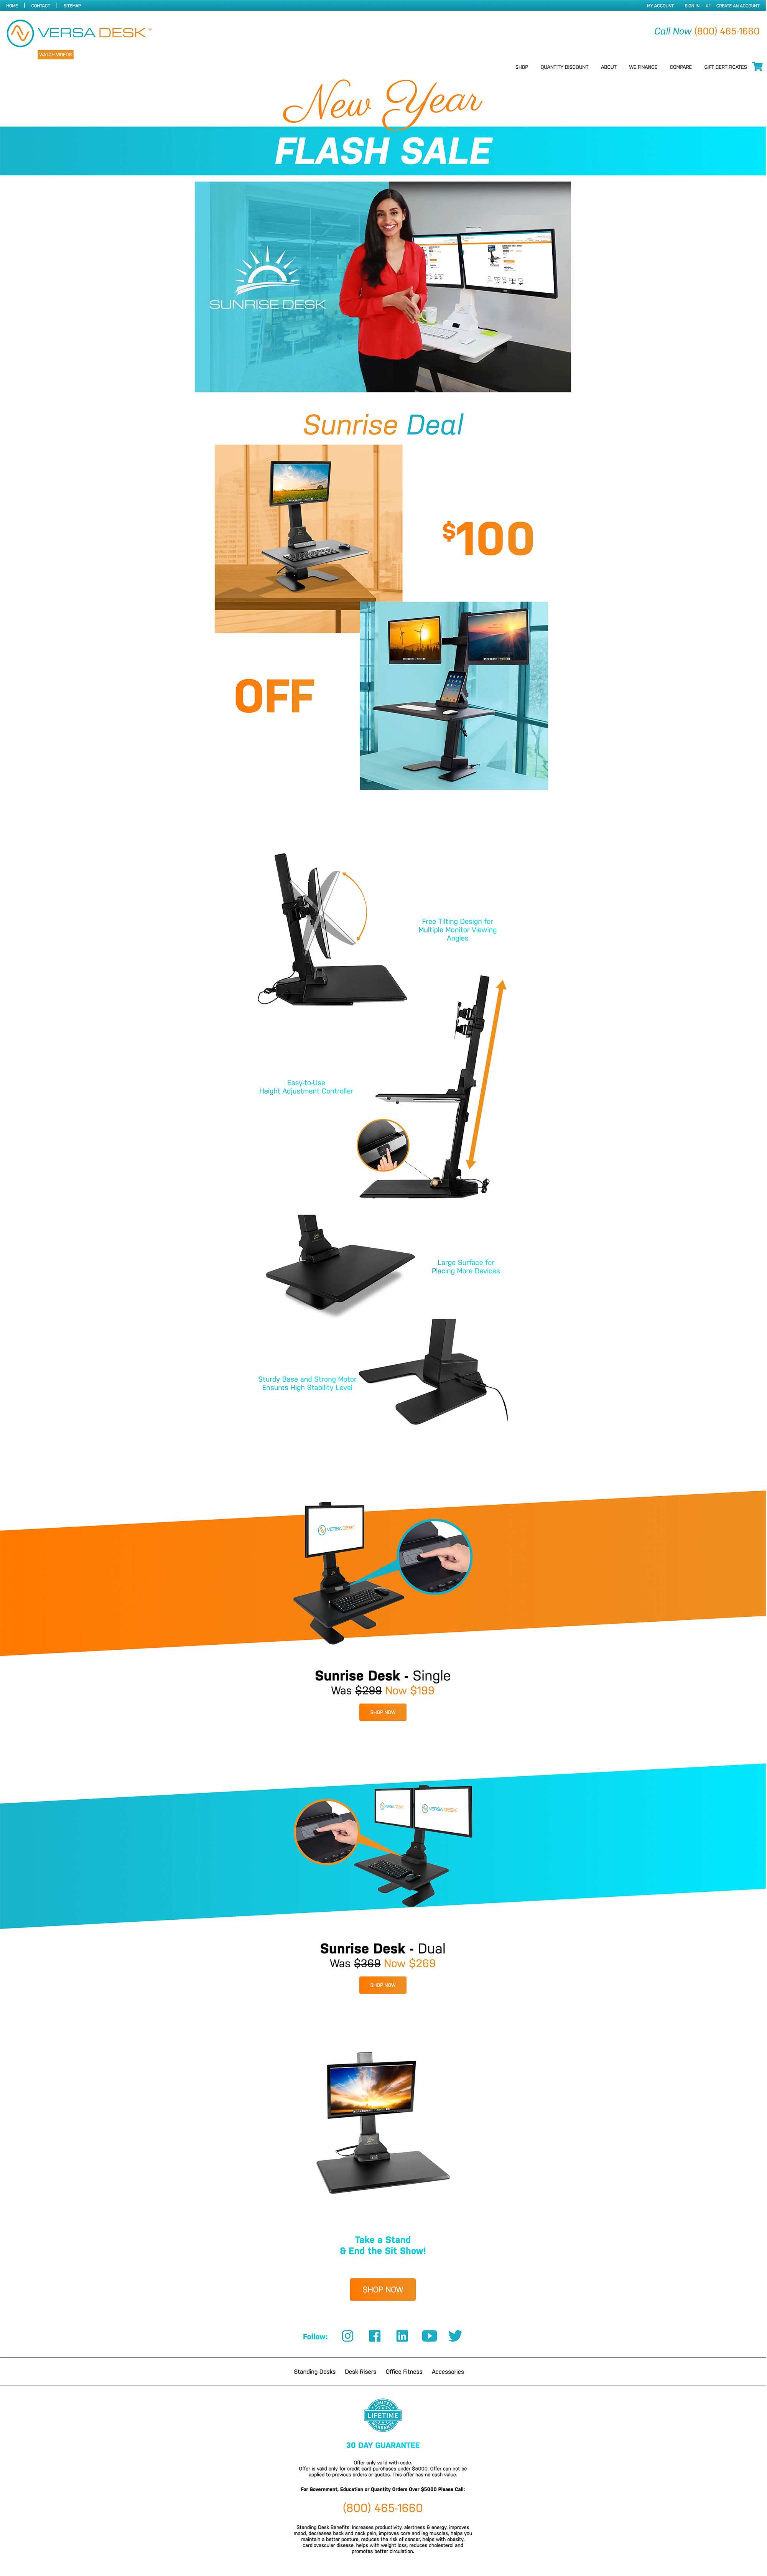 HOME | CONTACT | SITEMAP
MY ACCOUNT SIGN IN or CREATE AN ACCOUNT
VERSA DESK®
Call Now (800) 465-1660
WATCH VIDEOS
SHOP QUANTITY DISCOUNT ABOUT WE FINANCE COMPARE GIFT CERTIFICATES
New Year
FLASH SALE
SUNRISE DESK
Sunrise Deal
$100
OFF
Free Tilting Design for
Multiple Monitor Viewing
Angles
Easy-to-Use
Height Adjustment Controller
Large Surface for
Placing More Devices
Sturdy Base and Strong Motor
Ensures High Stability Level
VERSADESK
Sunrise Desk - Single
Was $299 Now $199
SHOP NOW
VERSADESK
VERSADESK
Sunrise Desk - Dual
Was $369 Now $269
SHOP NOW
Take a Stand
& End the Sit Show!
SHOP NOW
Follow:
Standing Desks Desk Risers Office Fitness Accessories
LIMITED
LIFETIME
WARRANTY
30 DAY GUARANTEE
Offer only valid with code.
Offer is valid only for credit card purchases under $5000. Offer can not be
applied to previous orders or quotes. This offer has no cash value.
For Government, Education or Quantity Orders Over $5000 Please Call:
(800) 465-1660
Standing Desk Benefits: Increases productivity, alertness & energy, improves
mood, decreases back and neck pain, improves core and leg muscles, helps you
maintain a better posture, reduces the risk of cancer, helps with obesity,
cardiovascular disease, helps with weight loss, reduces cholesterol and
promotes better circulation.